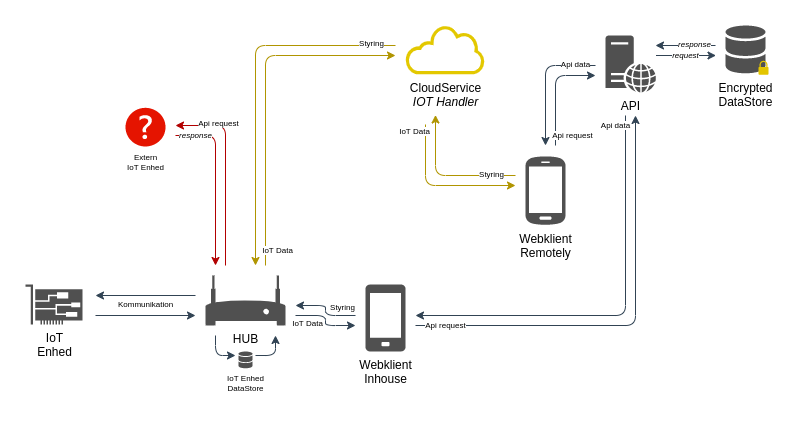 Styring
CloudService
IOT Handler
Api data
API
response
request
Encrypted
DataStore
?
Api request
response
Extern
IoT Enhed
IoT Data
Styring
Api request
Api data
Webklient
Remotely
IoT Data
Kommunikation
IoT
Enhed
HUB
IoT Enhed
DataStore
Styring
IoT Data
Webklient
Inhouse
Api request